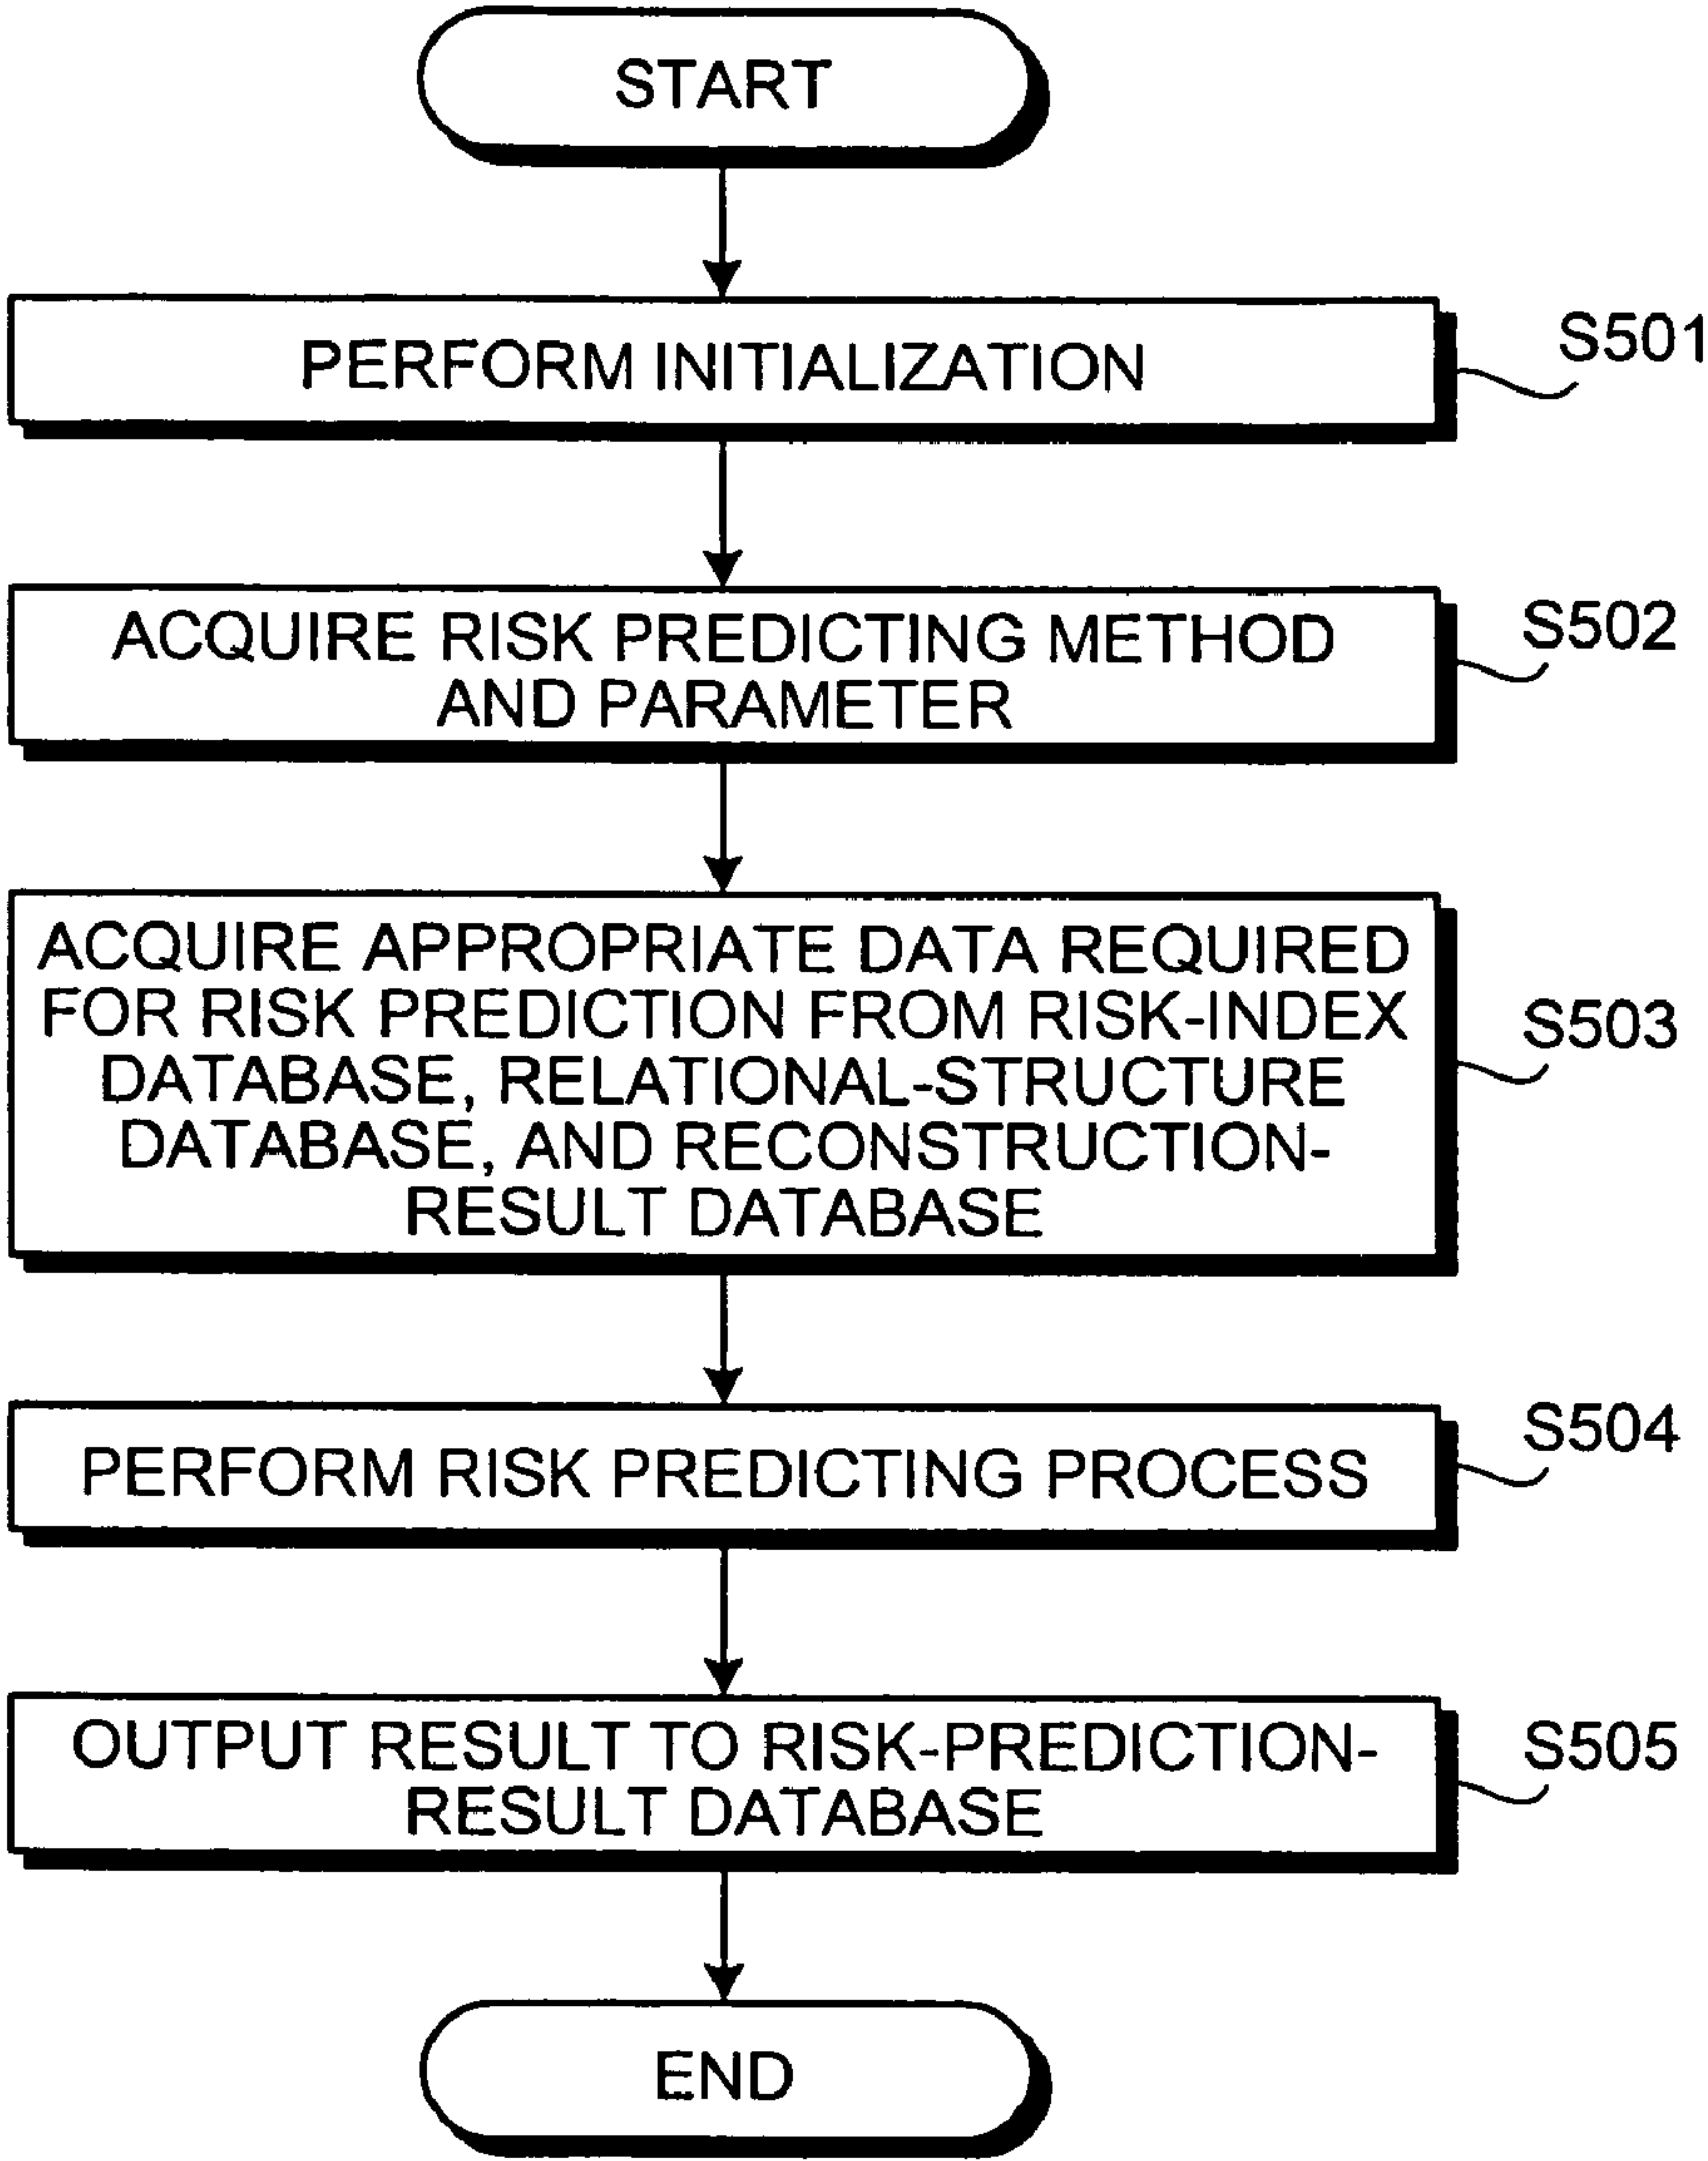 START
PERFORM INITIALIZATION
S501
ACQUIRE RISK PREDICTING METHOD
AND PARAMETER
S502
ACQUIRE APPROPRIATE DATA REQUIRED
FOR RISK PREDICTION FROM RISK-INDEX
DATABASE, RELATIONAL-STRUCTURE
DATABASE, AND RECONSTRUCTION-
RESULT DATABASE
S503
PERFORM RISK PREDICTING PROCESS
S504
OUTPUT RESULT TO RISK-PREDICTION-
RESULT DATABASE
S505
END